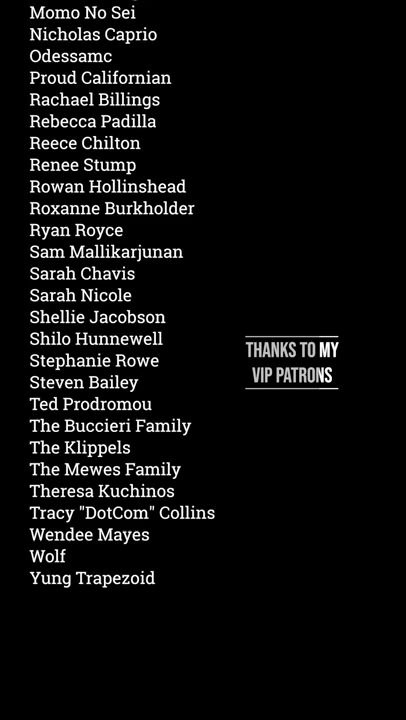 Momo No Sei
Nicholas Caprio
Odessamc
Proud Californian
Rachael Billings
Rebecca Padilla
Reece Chilton
Renee Stump
Rowan Hollinshead
Roxanne Burkholder
Ryan Royce
Sam Mallikarjunan
Sarah Chavis
Sarah Nicole
Shellie Jacobson
Shilo Hunnewell
Stephanie Rowe
Steven Bailey
Ted Prodromou
The Buccieri Family
The Klippels
The Mewes Family
Theresa Kuchinos
Tracy "DotCom" Collins
Wendee Mayes
Wolf
Yung Trapezoid
THANKS TO MY
VIP PATRONS